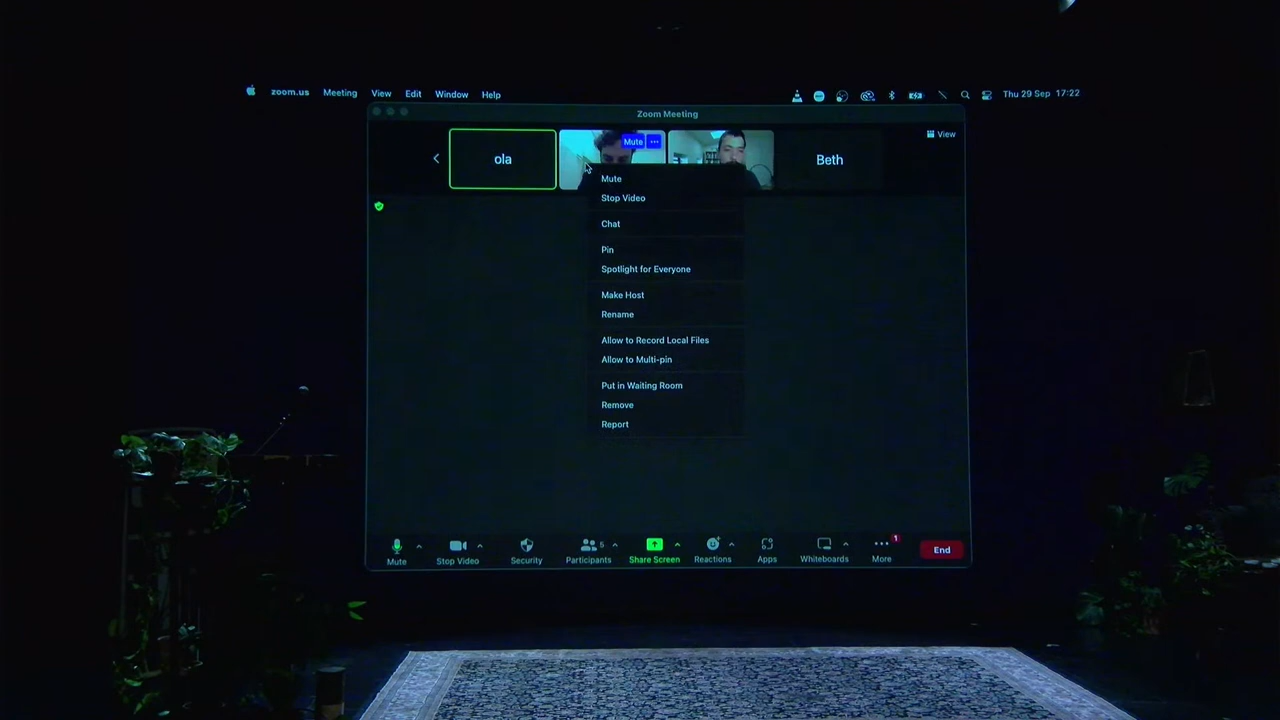 zoom.us Meeting View Edit Window Help Thu 29 Sep 17:22
Zoom Meeting
View
ola
Mute
Beth
Mute
Stop Video
Chat
Pin
Spotlight for Everyone
Make Host
Rename
Allow to Record Local Files
Allow to Multi-pin
Put in Waiting Room
Remove
Report
5
1
Mute Stop Video Security Participants Share Screen Reactions Apps Whiteboards More End